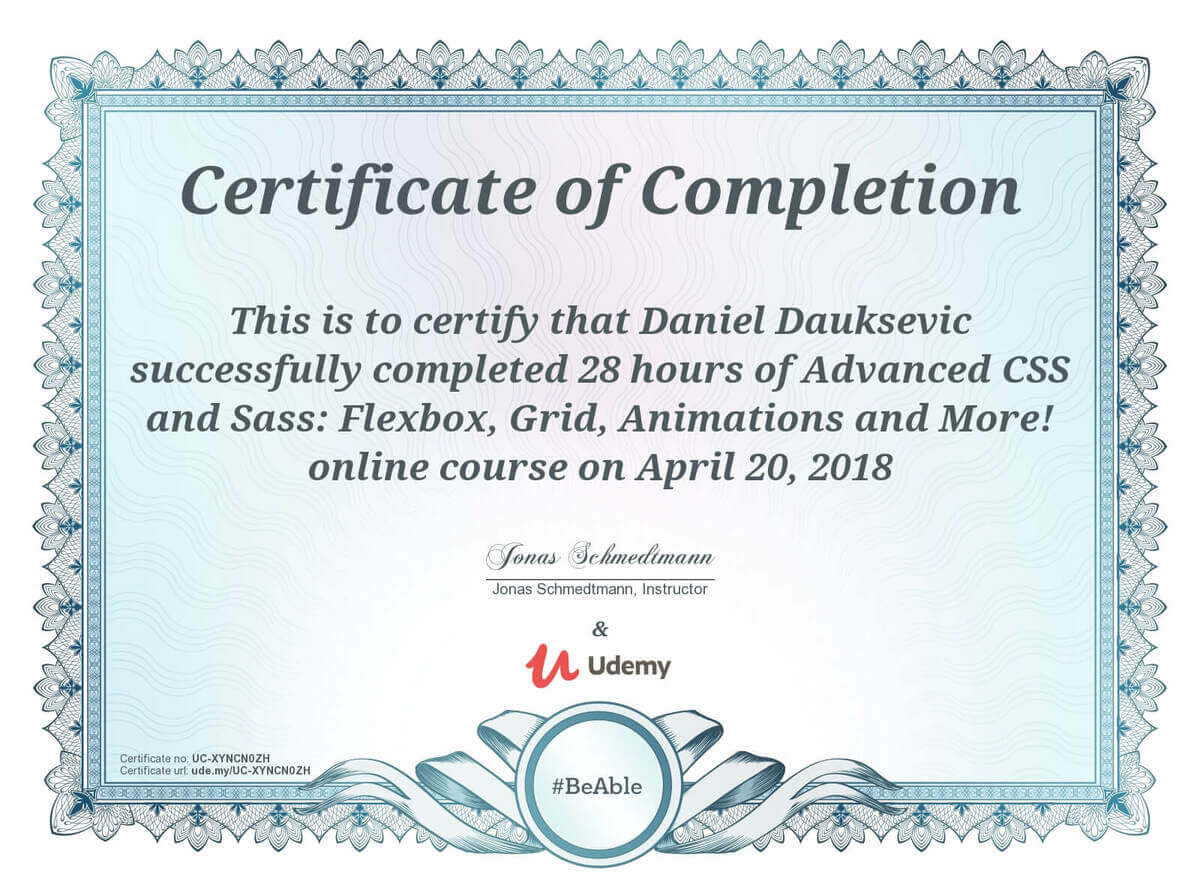 Certificate of Completion
This is to certify that Daniel Dauksevic
successfully completed 28 hours of Advanced CSS
and Sass: Flexbox, Grid, Animations and More!
online course on April 20, 2018
Jonas Schmedtmann
Jonas Schmedtmann, Instructor
&
Udemy
Certificate no: UC-XYNCN0ZH
Certificate url: ude.my/UC-XYNCN0ZH
#BeAble